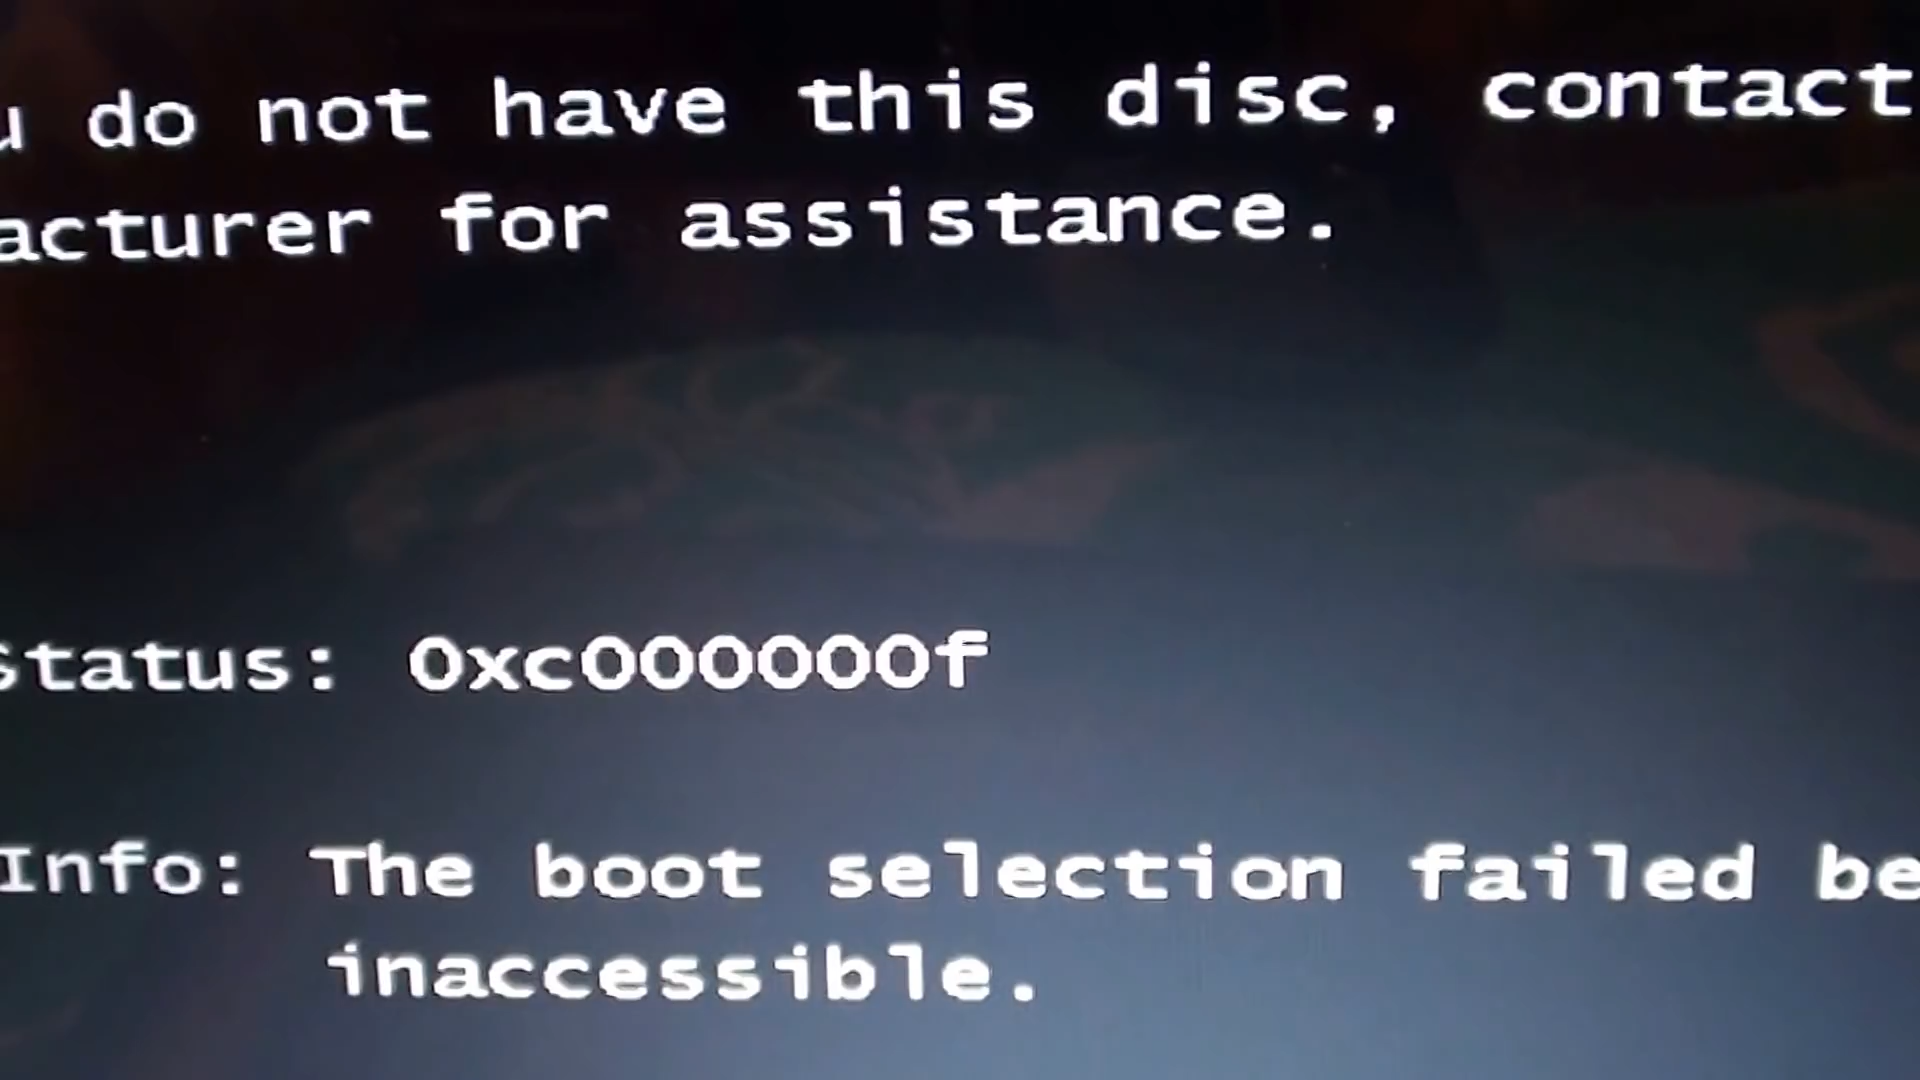 u do not have this disc, contact
acturer for assistance.
Status: 0xc000000f
Info: The boot selection failed be
inaccessible.